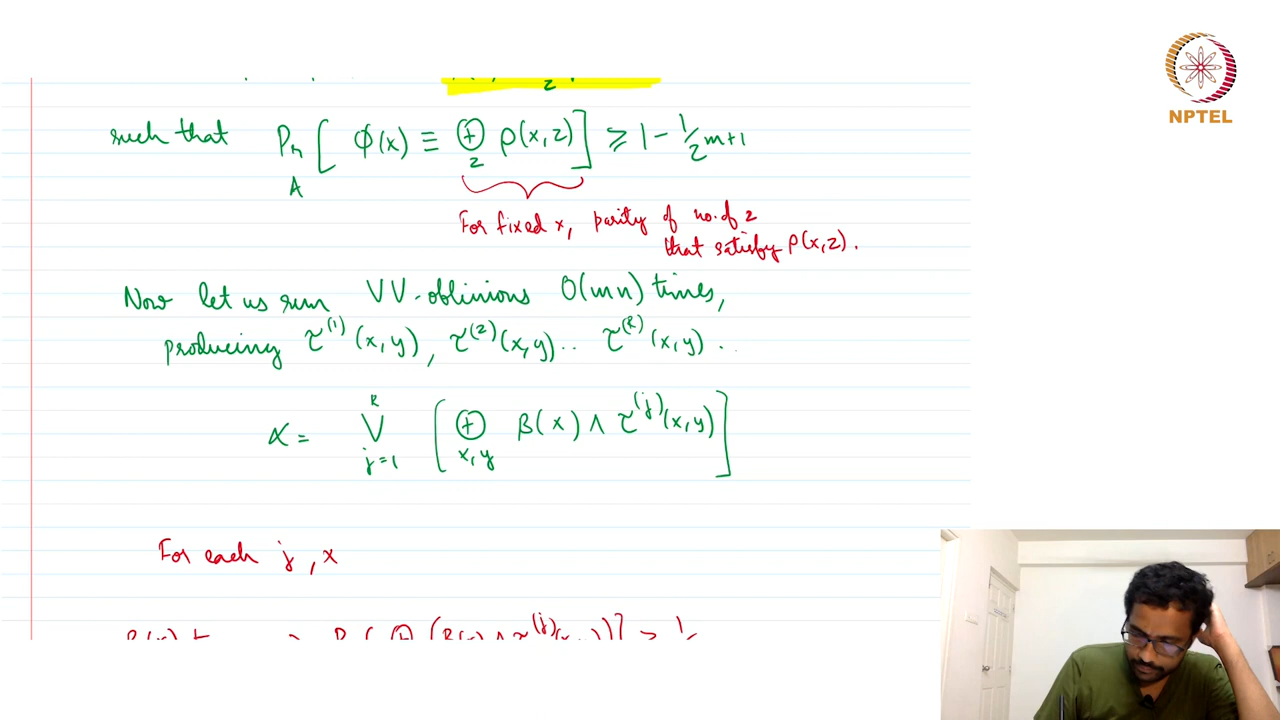 NPTEL
such that Pr_A [ φ(x) ≡ ⊕_z ρ(x,z) ] ⩾ 1 - 1/2^{m+1}
For fixed x, parity of no. of z
that satisfy ρ(x,z).
Now let us run VV-oblivious O(mn) times,
producing τ^(1)(x,y), τ^(2)(x,y).. τ^(R)(x,y).
α = ⋁_{j=1}^{R} [ ⊕_{x,y} β(x) ∧ τ^(j)(x,y) ]
For each j, x